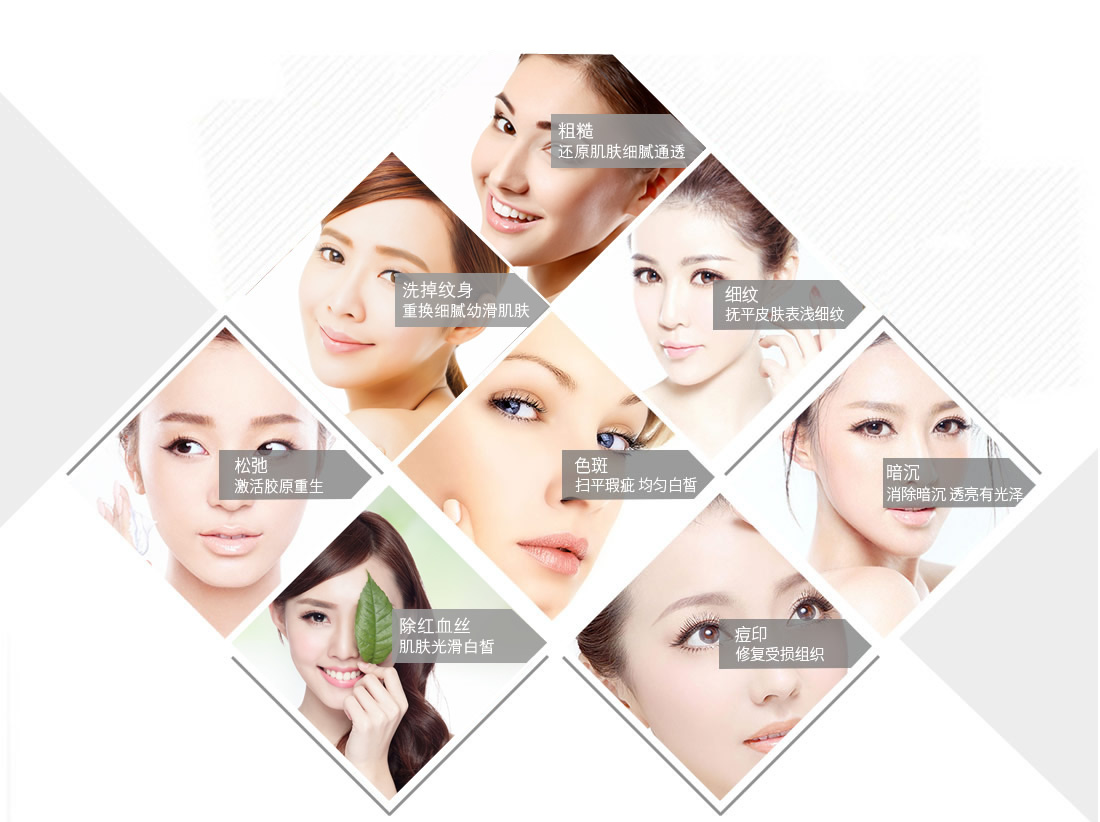 粗糙
还原肌肤细腻通透
洗掉纹身
重换细腻幼滑肌肤
细纹
抚平皮肤表浅细纹
松弛
激活胶原重生
色斑
扫平瑕疵 均匀白皙
暗沉
消除暗沉 透亮有光泽
除红血丝
肌肤光滑白皙
痘印
修复受损组织